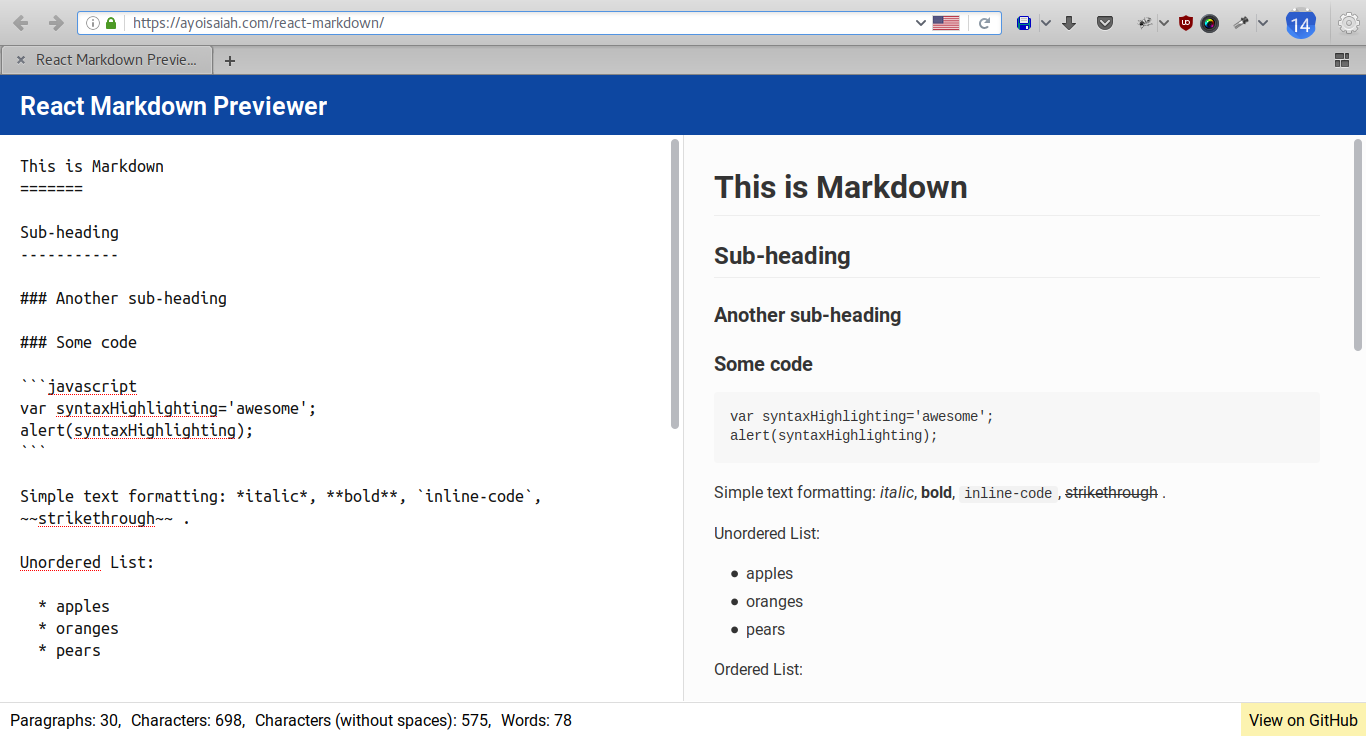 https://ayoisaiah.com/react-markdown/
14
React Markdown Previe...
React Markdown Previewer
This is Markdown
=======
Sub-heading
-----------
### Another sub-heading
### Some code
```javascript
var syntaxHighlighting='awesome';
alert(syntaxHighlighting);
```
Simple text formatting: *italic*, **bold**, `inline-code`,
~~strikethrough~~ .
Unordered List:
* apples
* oranges
* pears
This is Markdown
Sub-heading
Another sub-heading
Some code
var syntaxHighlighting='awesome';
alert(syntaxHighlighting);
Simple text formatting: italic, bold, inline-code , strikethrough .
Unordered List:
● apples
● oranges
● pears
Ordered List:
Paragraphs: 30, Characters: 698, Characters (without spaces): 575, Words: 78
View on GitHub